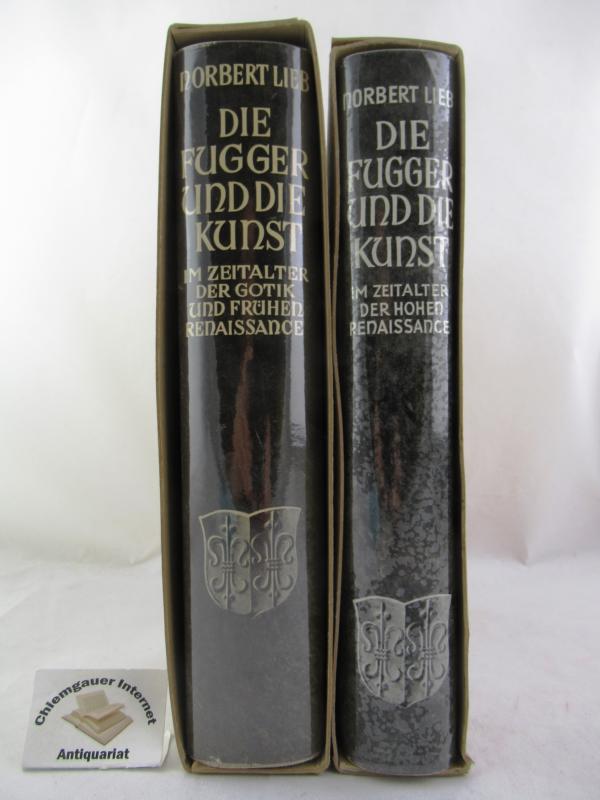 NORBERT LIEB
DIE
FUGGER
UND DIE
KUNST
IM ZEITALTER
DER GOTIK
UND FRÜHEN
RENAISSANCE
NORBERT LIEB
DIE
FUGGER
UND DIE
KUNST
IM ZEITALTER
DER HOHEN
RENAISSANCE
Chiemgauer Internet
Antiquariat